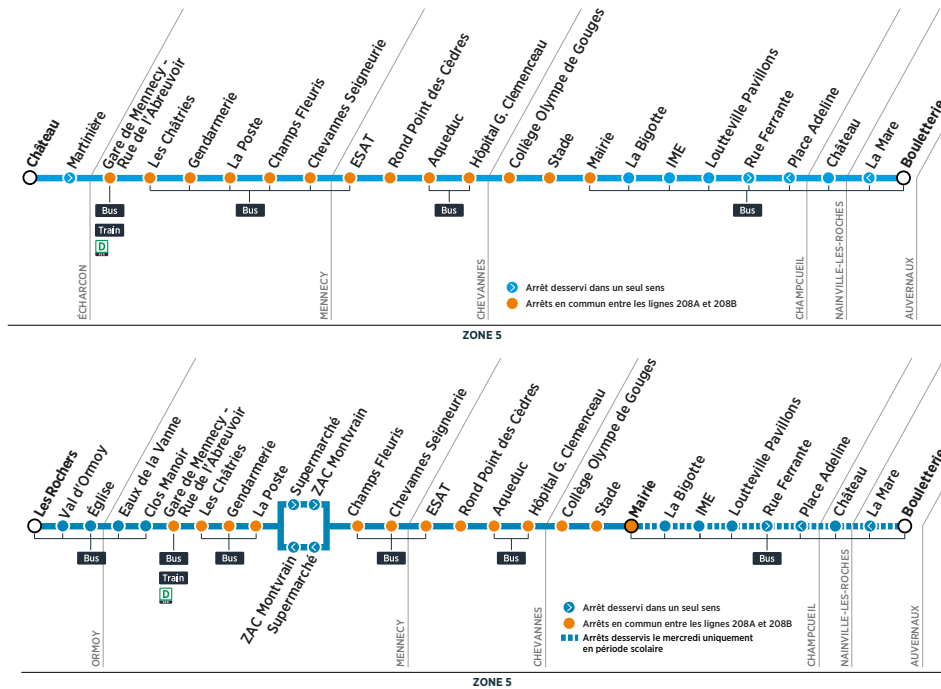 Château
Martinière
Gare de Mennecy -
Rue de l'Abreuvoir
Les Châtries
Gendarmerie
La Poste
Champs Fleuris
Chevannes Seigneurie
ESAT
Rond Point des Cèdres
Aqueduc
Hôpital G. Clemenceau
Collège Olympe de Gouges
Stade
Mairie
La Bigotte
IME
Loutteville Pavillons
Rue Ferrante
Place Adeline
Château
La Mare
Bouletterie
Bus
Train
D
Bus
Bus
Bus
ÉCHARCON
MENNECY
CHEVANNES
CHAMPCUEIL
NAINVILLE-LES-ROCHES
AUVERNAUX
Arrêt desservi dans un seul sens
Arrêts en commun entre les lignes 208A et 208B
ZONE 5
Les Rochers
Val d'Ormoy
Église
Eaux de la Vanne
Clos Manoir
Gare de Mennecy -
Rue de l'Abreuvoir
Les Châtries
Gendarmerie
La Poste
Supermarché
ZAC Montvrain
ZAC Montvrain
Supermarché
Champs Fleuris
Chevannes Seigneurie
ESAT
Rond Point des Cèdres
Aqueduc
Hôpital G. Clemenceau
Collège Olympe de Gouges
Stade
Mairie
La Bigotte
IME
Loutteville Pavillons
Rue Ferrante
Place Adeline
Château
La Mare
Bouletterie
Bus
Bus
Train
D
Bus
Bus
Bus
Bus
ORMOY
MENNECY
CHEVANNES
CHAMPCUEIL
NAINVILLE-LES-ROCHES
AUVERNAUX
Arrêt desservi dans un seul sens
Arrêts en commun entre les lignes 208A et 208B
Arrêts desservis le mercredi uniquement
en période scolaire
ZONE 5